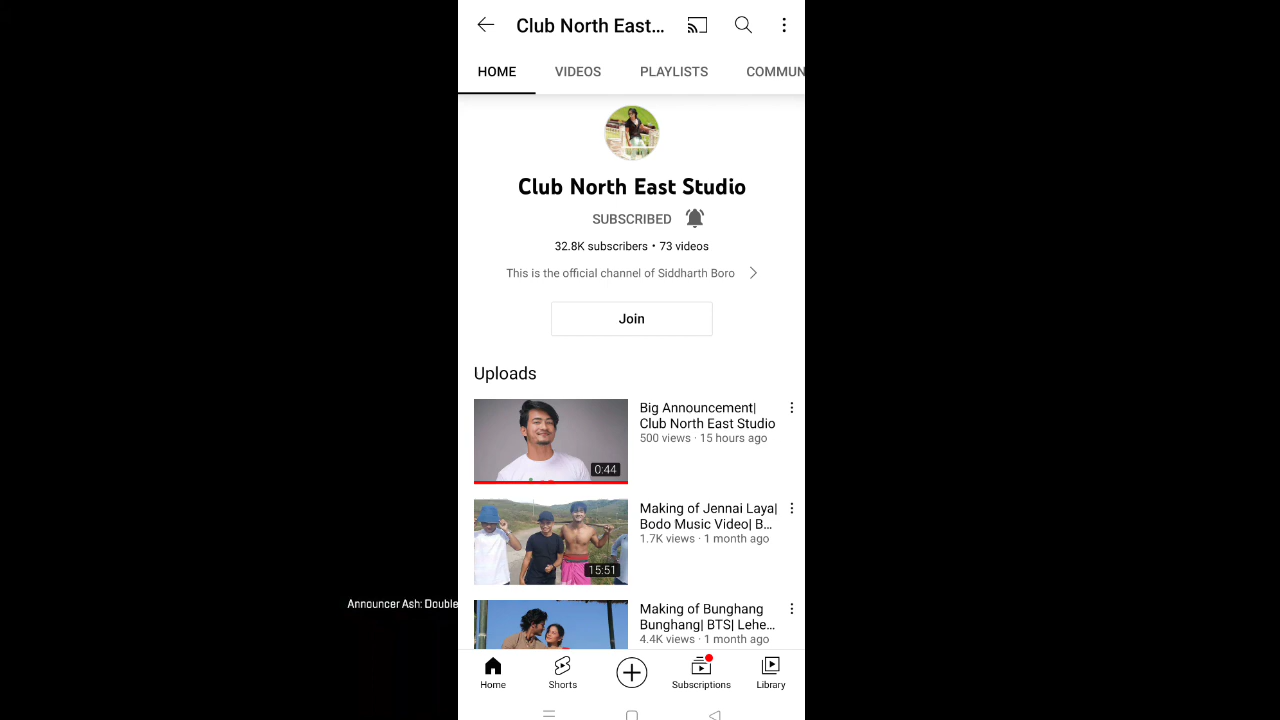 Club North East...
HOME VIDEOS PLAYLISTS COMMUN
Club North East Studio
SUBSCRIBED
32.8K subscribers • 73 videos
This is the official channel of Siddharth Boro
Join
Uploads
Big Announcement|
Club North East Studio
500 views · 15 hours ago
0:44
Making of Jennai Laya|
Bodo Music Video| B...
1.7K views · 1 month ago
15:51
Making of Bunghang
Bunghang| BTS| Lehe...
4.4K views · 1 month ago
Announcer Ash: Double
Home Shorts Subscriptions Library